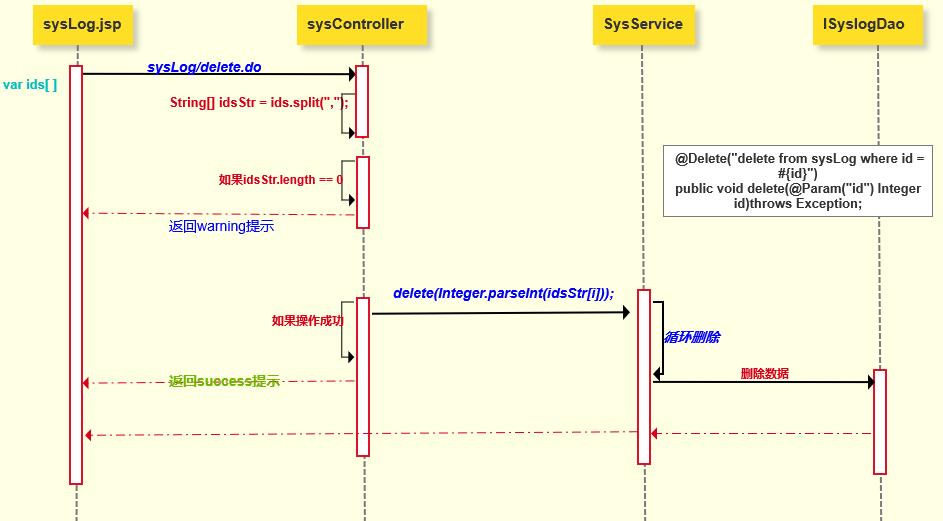 sysLog.jsp
sysController
SysService
ISyslogDao
sysLog/delete.do
var ids[ ]
String[] idsStr = ids.split(",");
@Delete("delete from sysLog where id =
#{id}")
public void delete(@Param("id") Integer
id)throws Exception;
如果idsStr.length == 0
返回warning提示
delete(Integer.parseInt(idsStr[i]));
如果操作成功
循环删除
返回success提示
删除数据